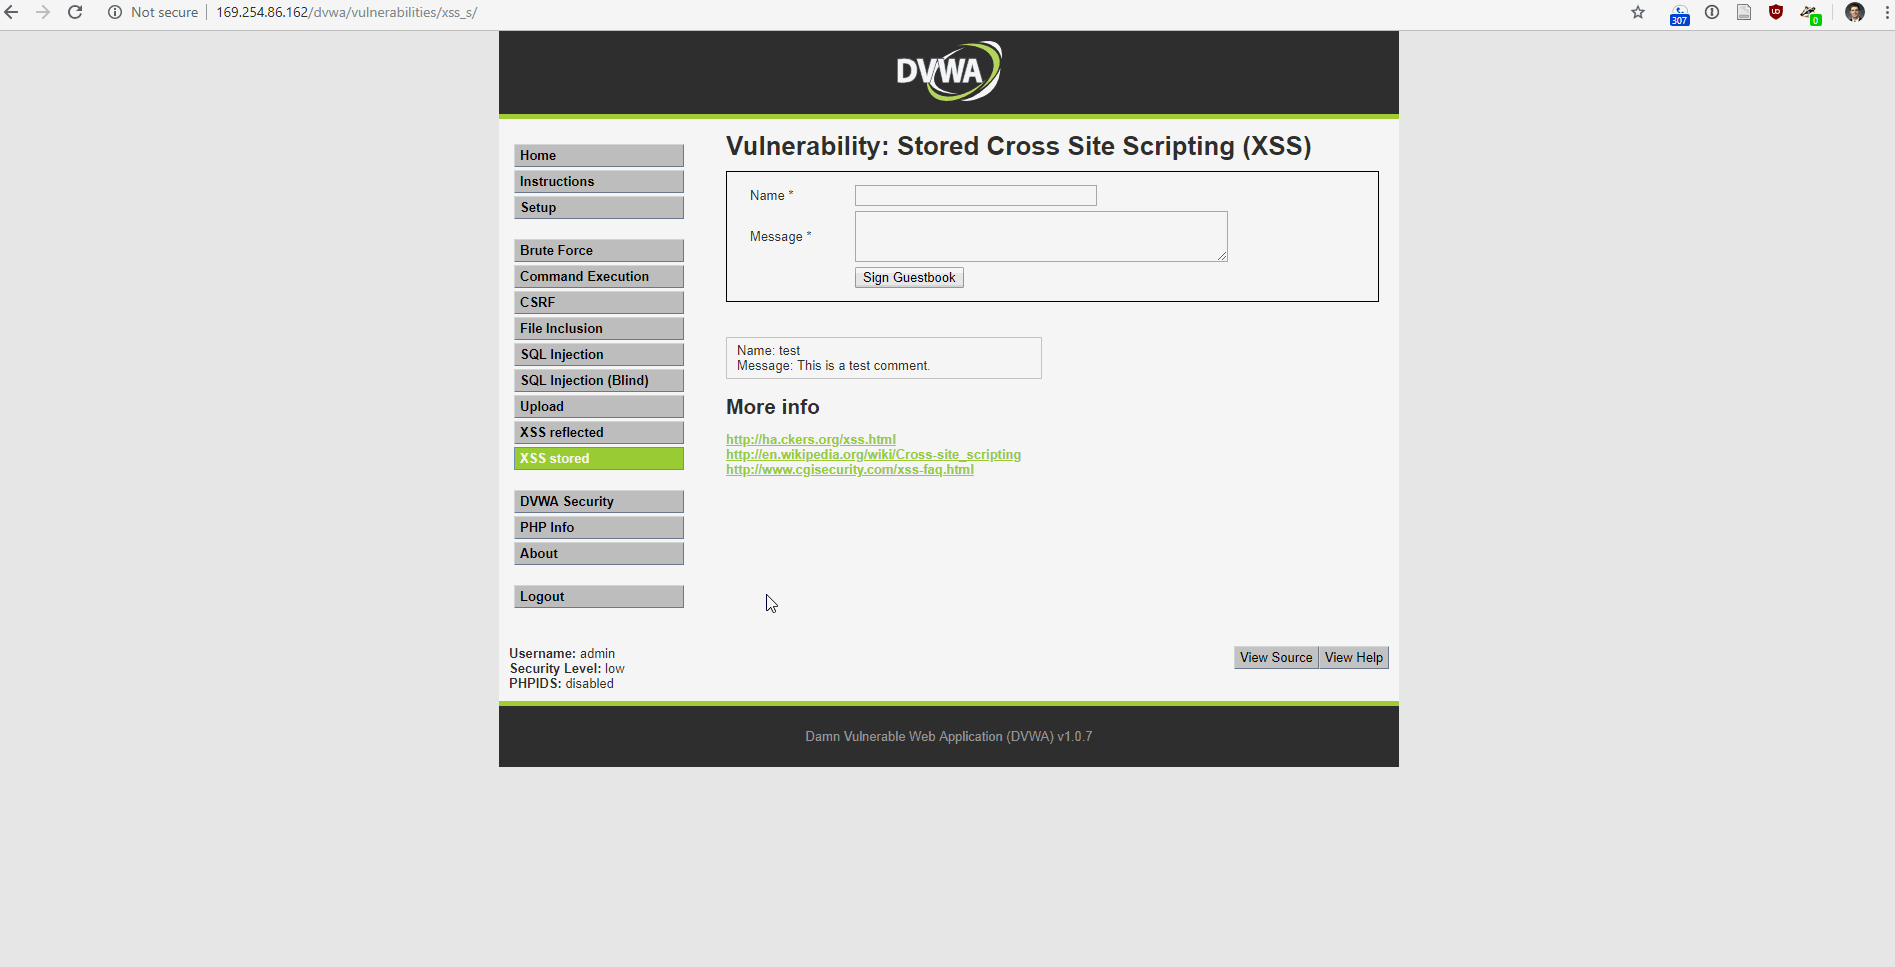 Not secure 169.254.86.162/dvwa/vulnerabilities/xss_s/
307
0
DVWA
Home
Instructions
Setup
Brute Force
Command Execution
CSRF
File Inclusion
SQL Injection
SQL Injection (Blind)
Upload
XSS reflected
XSS stored
DVWA Security
PHP Info
About
Logout
Vulnerability: Stored Cross Site Scripting (XSS)
Name *
Message *
Sign Guestbook
Name: test
Message: This is a test comment.
More info
http://ha.ckers.org/xss.html
http://en.wikipedia.org/wiki/Cross-site_scripting
http://www.cgisecurity.com/xss-faq.html
Username: admin
Security Level: low
PHPIDS: disabled
View Source View Help
Damn Vulnerable Web Application (DVWA) v1.0.7